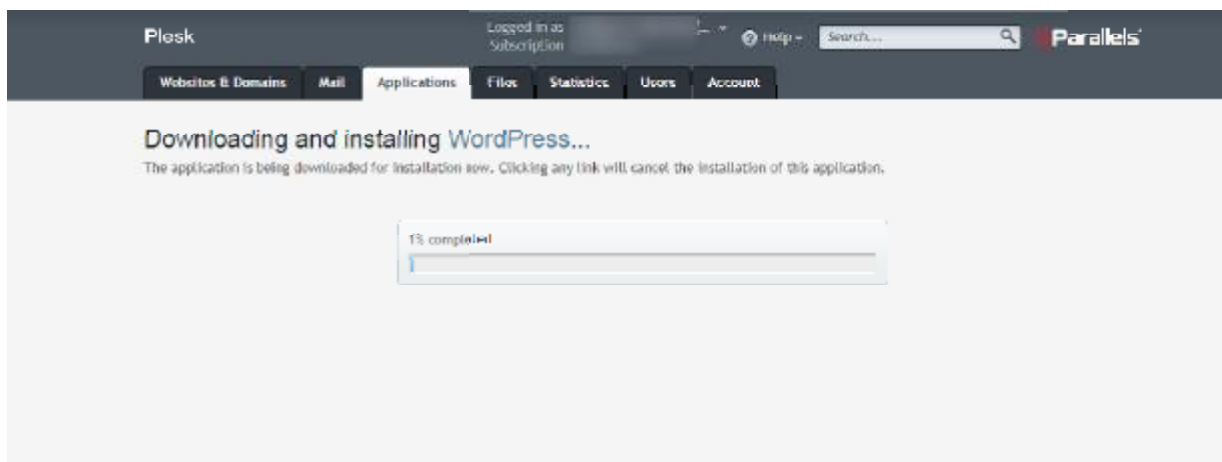 Plesk
Logged in as
Subscription
Help
Search...
Parallels
Websites & Domains Mail Applications Files Statistics Users Account
Downloading and installing WordPress...
The application is being downloaded for installation now. Clicking any link will cancel the installation of this application.
1% completed